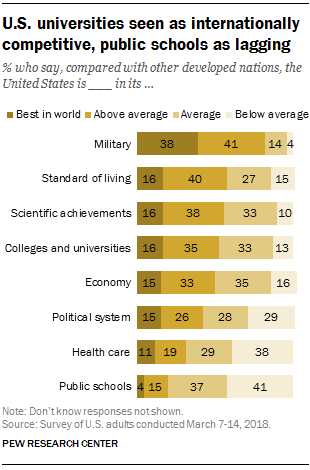 U.S. universities seen as internationally
competitive, public schools as lagging
% who say, compared with other developed nations, the
United States is ___ in its ...
Best in world Above average Average Below average
Military 38 41 14 4
Standard of living 16 40 27 15
Scientific achievements 16 38 33 10
Colleges and universities 16 35 33 13
Economy 15 33 35 16
Political system 15 26 28 29
Health care 11 19 29 38
Public schools 4 15 37 41
Note: Don't know responses not shown.
Source: Survey of U.S. adults conducted March 7-14, 2018.
PEW RESEARCH CENTER